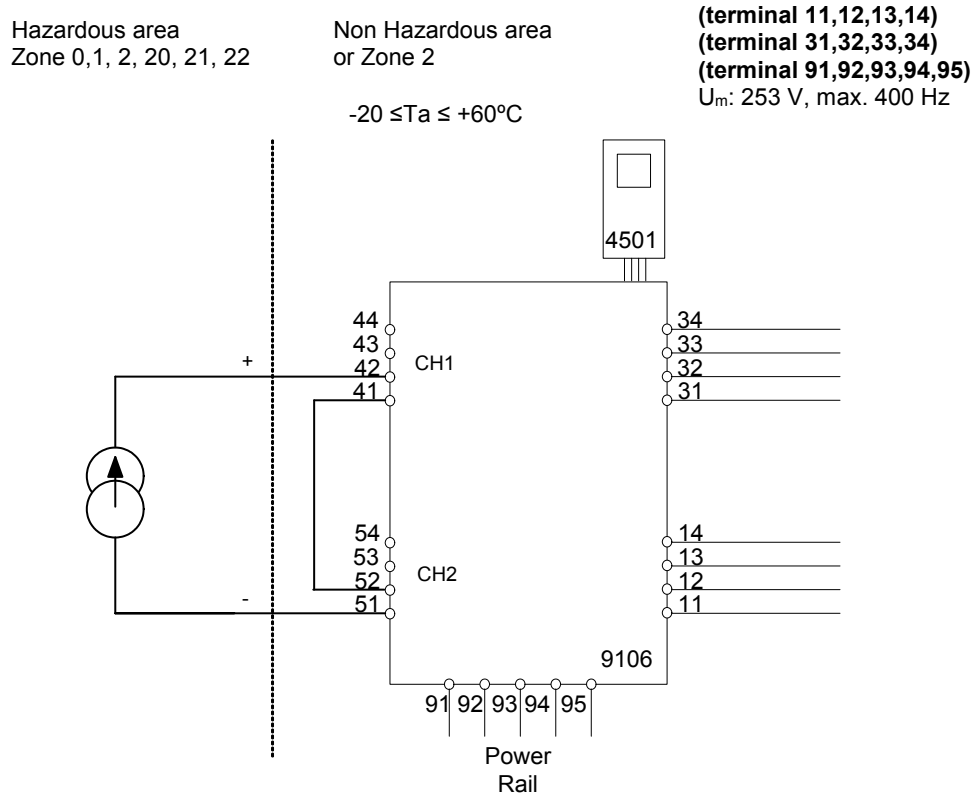 Hazardous area
Zone 0,1, 2, 20, 21, 22
Non Hazardous area
or Zone 2
-20 ≤Ta ≤ +60ºC
(terminal 11,12,13,14)
(terminal 31,32,33,34)
(terminal 91,92,93,94,95)
Um: 253 V, max. 400 Hz
4501
44
43
42
41
CH1
+
34
33
32
31
54
53
52
51
CH2
-
14
13
12
11
9106
91 92 93 94 95
Power
Rail